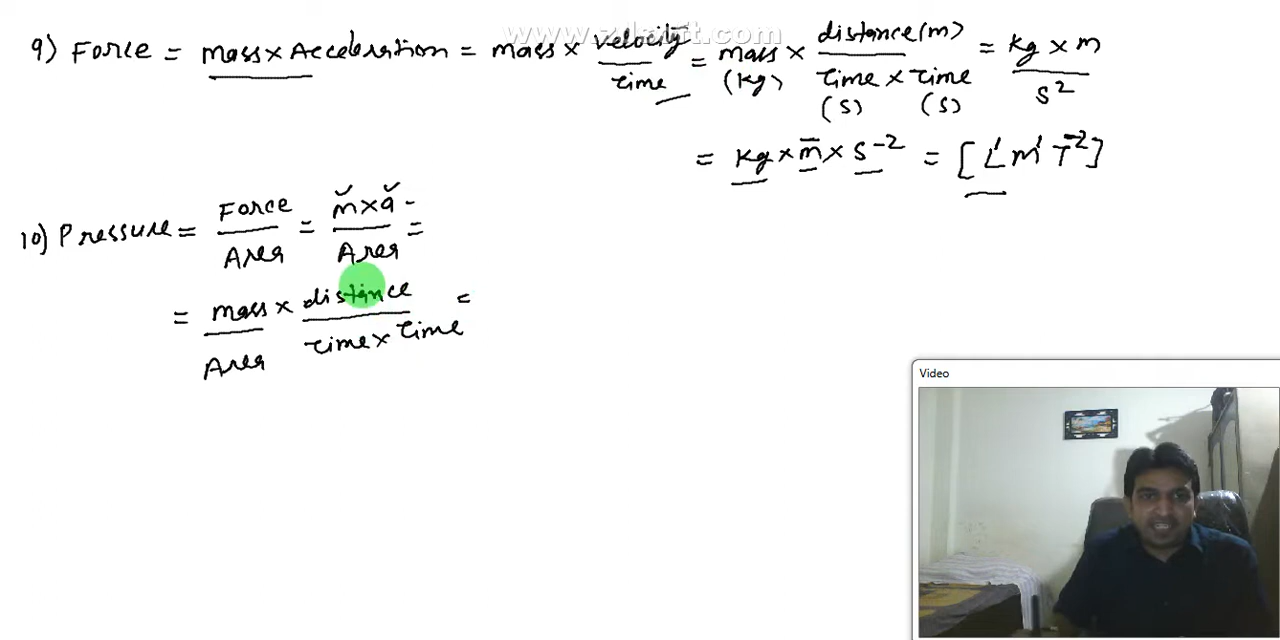 9) Force = mass × Acceleration = mass × velocity / time = mass (kg) × distance (m) / time (s) × time (s) = kg × m / s²
= kg × m × s⁻² = [L¹ M¹ T⁻²]
10) Pressure = Force / Area = m × a / Area =
= mass / Area × distance / time × time =
Video